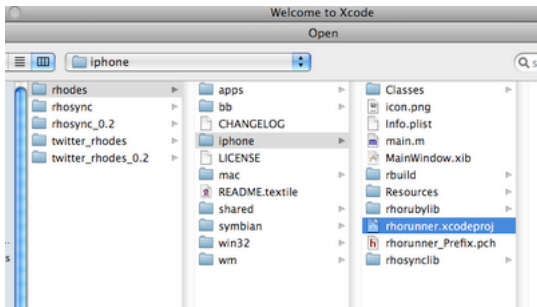 Welcome to Xcode
Open
iphone
rhodes
rhosync
rhosync_0.2
twitter_rhodes
twitter_rhodes_0.2
apps
bb
CHANGELOG
iphone
LICENSE
mac
README.textile
shared
symbian
win32
wm
Classes
icon.png
Info.plist
main.m
MainWindow.xib
rbuild
Resources
rhorubylib
rhorunner.xcodeproj
rhorunner_Prefix.pch
rhosynclib